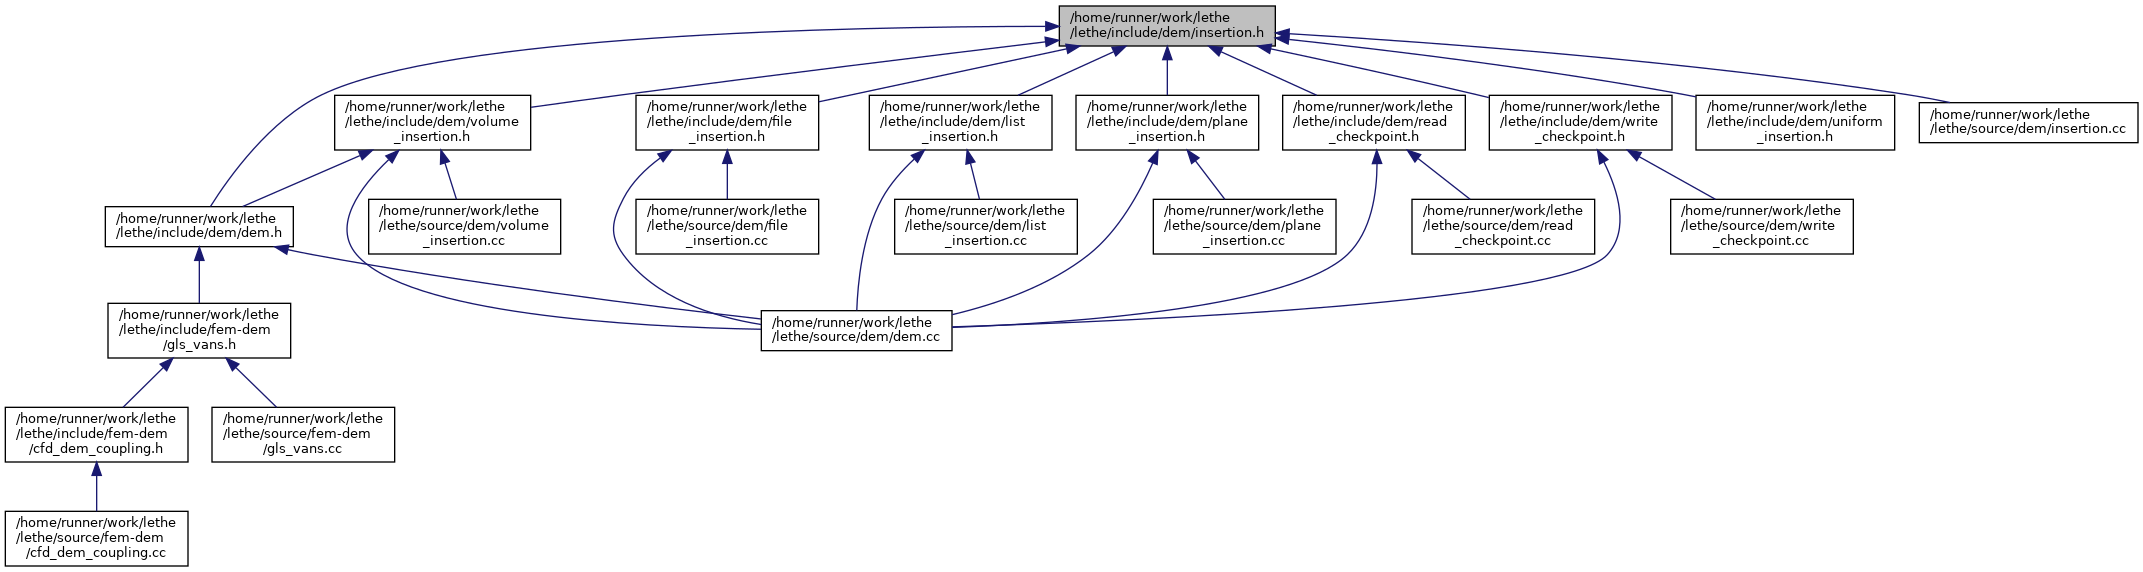 /home/runner/work/lethe
/lethe/include/dem/insertion.h
/home/runner/work/lethe
/lethe/include/dem/volume
_insertion.h
/home/runner/work/lethe
/lethe/include/dem/file
_insertion.h
/home/runner/work/lethe
/lethe/include/dem/list
_insertion.h
/home/runner/work/lethe
/lethe/include/dem/plane
_insertion.h
/home/runner/work/lethe
/lethe/include/dem/read
_checkpoint.h
/home/runner/work/lethe
/lethe/include/dem/write
_checkpoint.h
/home/runner/work/lethe
/lethe/include/dem/uniform
_insertion.h
/home/runner/work/lethe
/lethe/source/dem/insertion.cc
/home/runner/work/lethe
/lethe/include/dem/dem.h
/home/runner/work/lethe
/lethe/source/dem/volume
_insertion.cc
/home/runner/work/lethe
/lethe/source/dem/file
_insertion.cc
/home/runner/work/lethe
/lethe/source/dem/list
_insertion.cc
/home/runner/work/lethe
/lethe/source/dem/plane
_insertion.cc
/home/runner/work/lethe
/lethe/source/dem/read
_checkpoint.cc
/home/runner/work/lethe
/lethe/source/dem/write
_checkpoint.cc
/home/runner/work/lethe
/lethe/include/fem-dem
/gls_vans.h
/home/runner/work/lethe
/lethe/source/dem/dem.cc
/home/runner/work/lethe
/lethe/include/fem-dem
/cfd_dem_coupling.h
/home/runner/work/lethe
/lethe/source/fem-dem
/gls_vans.cc
/home/runner/work/lethe
/lethe/source/fem-dem
/cfd_dem_coupling.cc